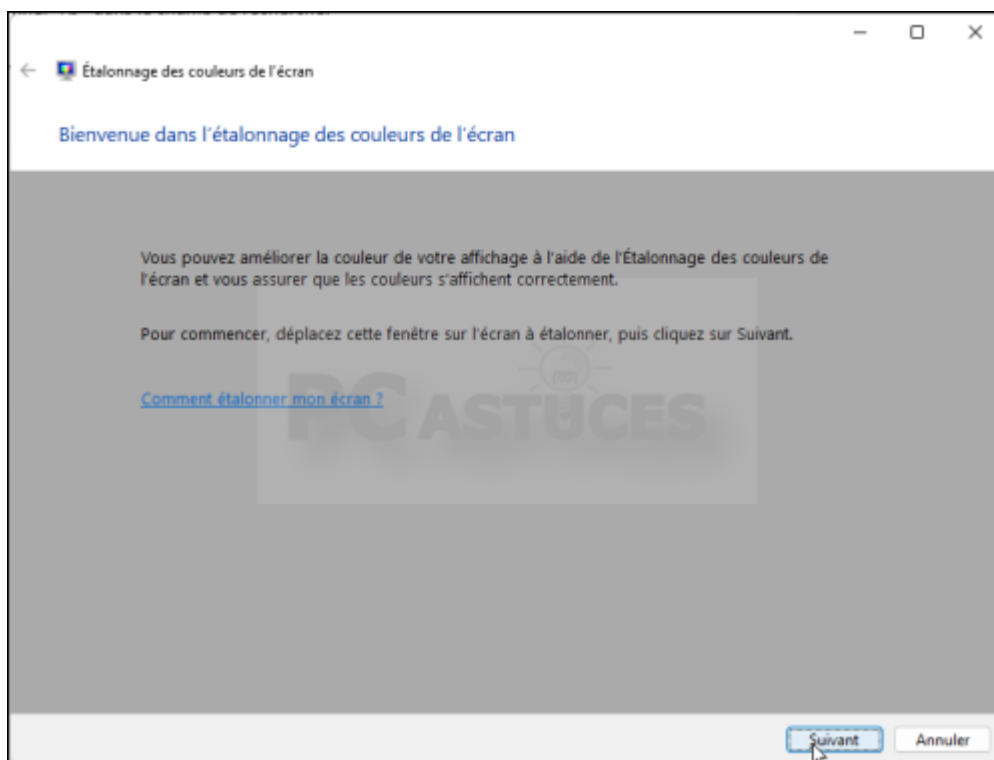 Étalonnage des couleurs de l'écran
Bienvenue dans l'étalonnage des couleurs de l'écran
Vous pouvez améliorer la couleur de votre affichage à l'aide de l'Étalonnage des couleurs de
l'écran et vous assurer que les couleurs s'affichent correctement.
Pour commencer, déplacez cette fenêtre sur l'écran à étalonner, puis cliquez sur Suivant.
Comment étalonner mon écran ?
PC ASTUCES
Suivant Annuler